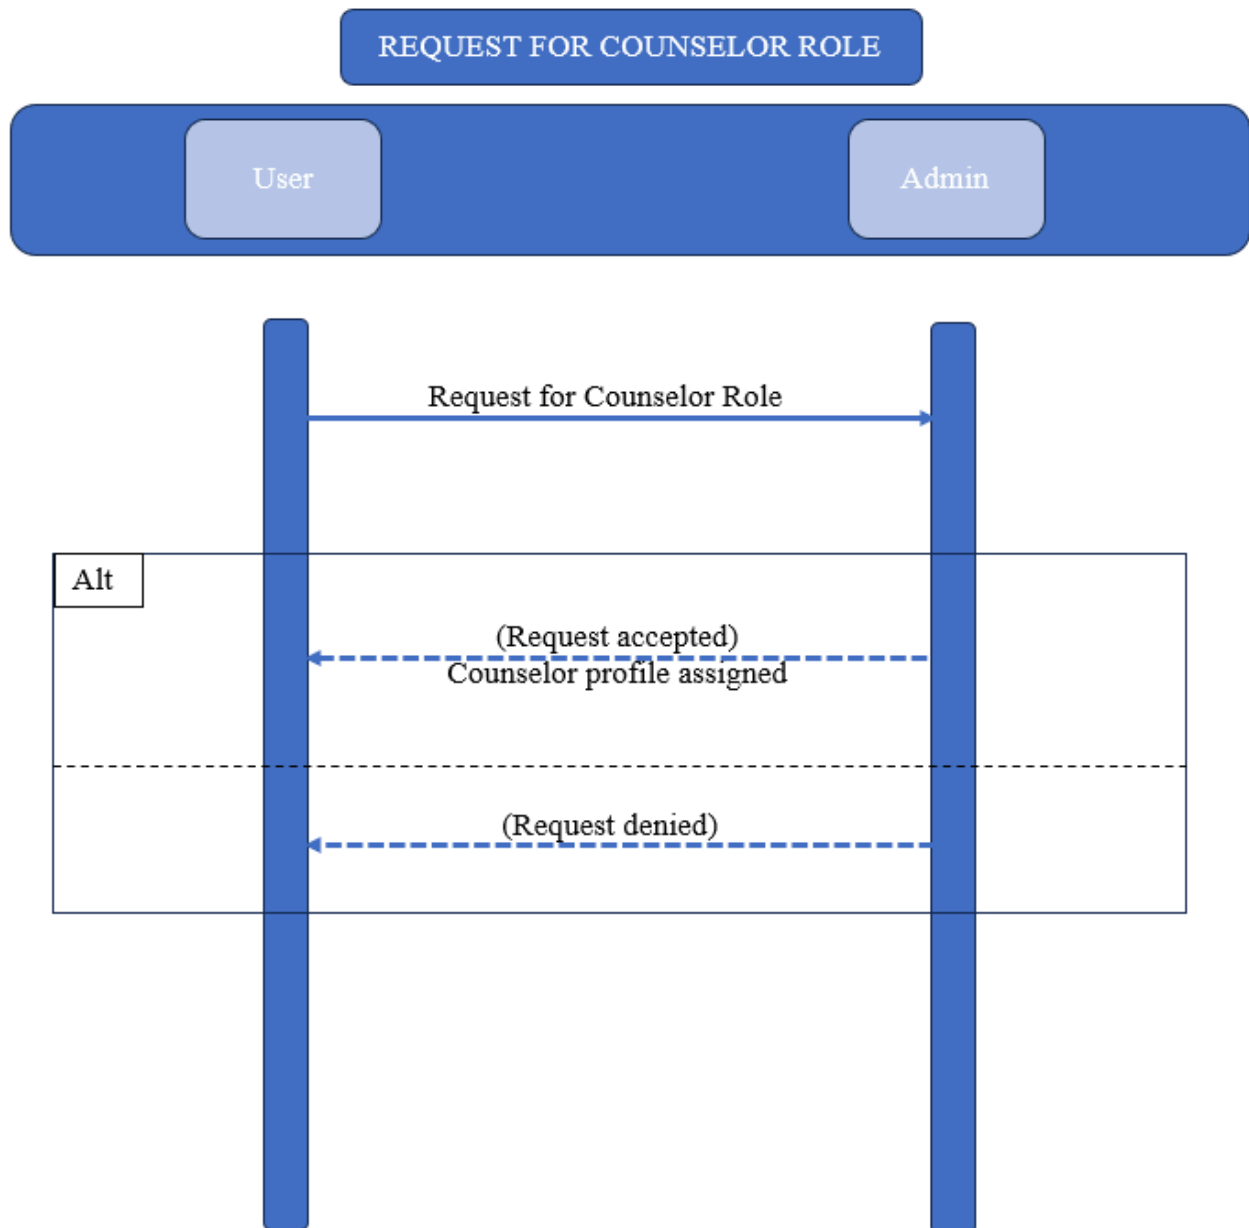 REQUEST FOR COUNSELOR ROLE
User
Admin
Request for Counselor Role
Alt
(Request accepted)
Counselor profile assigned
(Request denied)